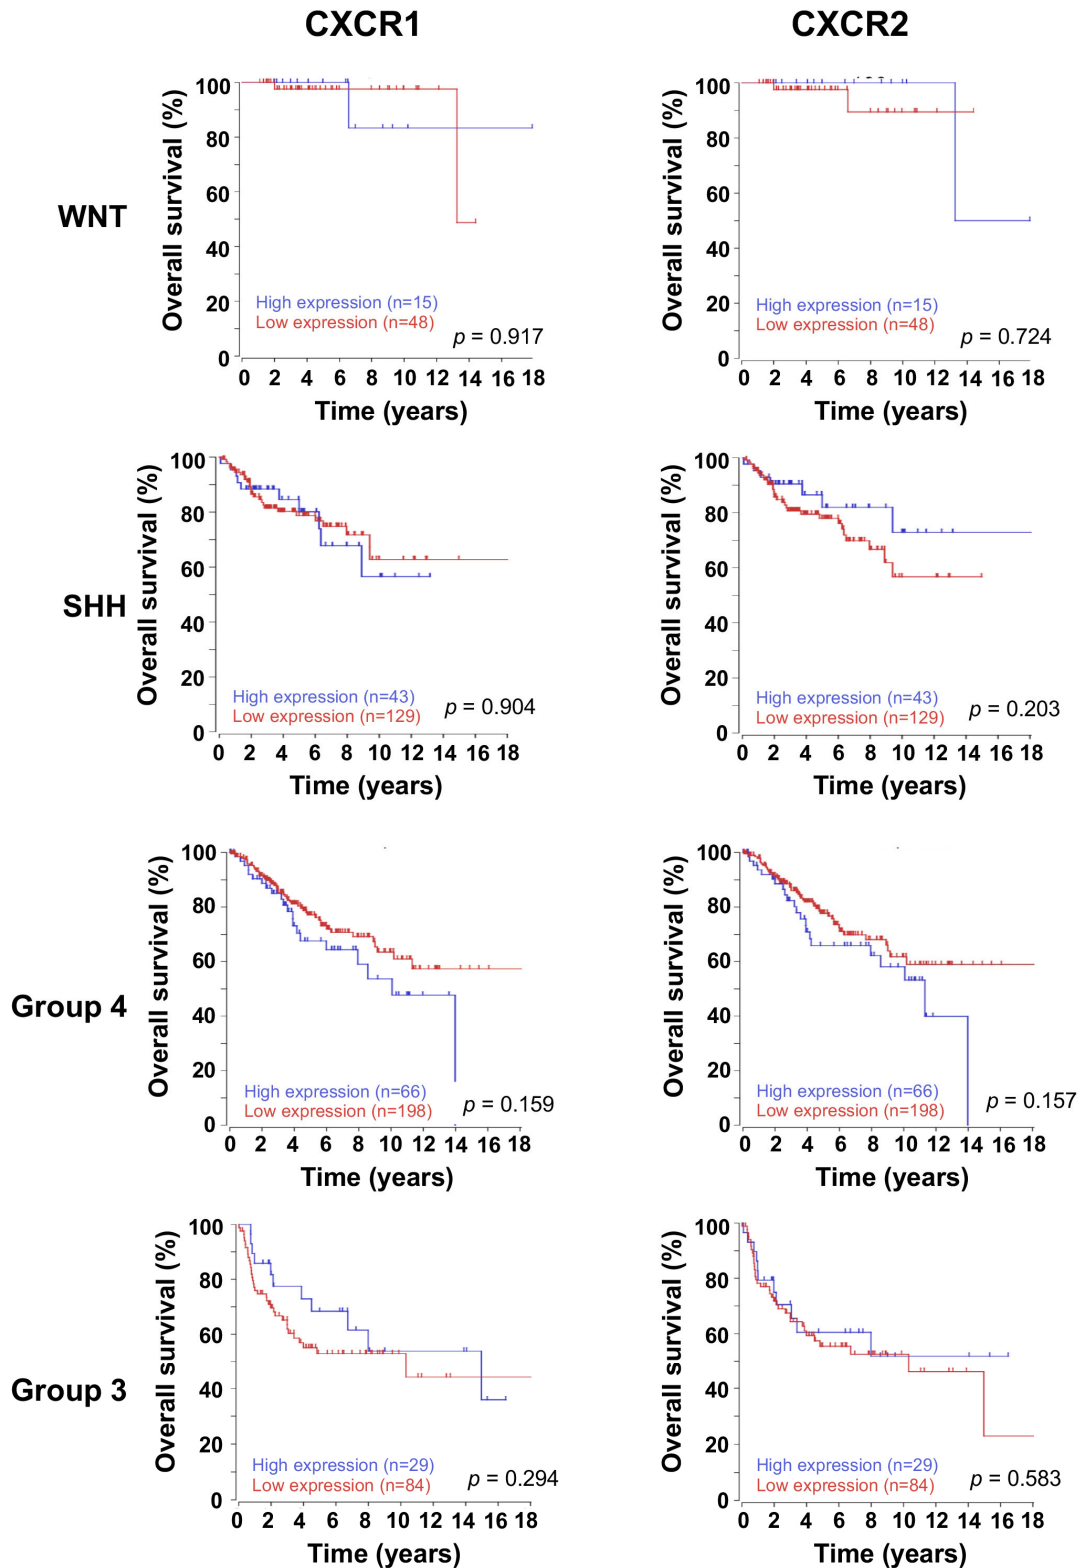 CXCR1 CXCR2
WNT
Overall survival (%)
100
80
60
40
20
0
High expression (n=15)
Low expression (n=48)
p = 0.917
0 2 4 6 8 10 12 14 16 18
Time (years)
Overall survival (%)
100
80
60
40
20
0
High expression (n=15)
Low expression (n=48)
p = 0.724
0 2 4 6 8 10 12 14 16 18
Time (years)
SHH
Overall survival (%)
100
80
60
40
20
0
High expression (n=43)
Low expression (n=129)
p = 0.904
0 2 4 6 8 10 12 14 16 18
Time (years)
Overall survival (%)
100
80
60
40
20
0
High expression (n=43)
Low expression (n=129)
p = 0.203
0 2 4 6 8 10 12 14 16 18
Time (years)
Group 4
Overall survival (%)
100
80
60
40
20
0
High expression (n=66)
Low expression (n=198)
p = 0.159
0 2 4 6 8 10 12 14 16 18
Time (years)
Overall survival (%)
100
80
60
40
20
0
High expression (n=66)
Low expression (n=198)
p = 0.157
0 2 4 6 8 10 12 14 16 18
Time (years)
Group 3
Overall survival (%)
100
80
60
40
20
0
High expression (n=29)
Low expression (n=84)
p = 0.294
0 2 4 6 8 10 12 14 16 18
Time (years)
Overall survival (%)
100
80
60
40
20
0
High expression (n=29)
Low expression (n=84)
p = 0.583
0 2 4 6 8 10 12 14 16 18
Time (years)